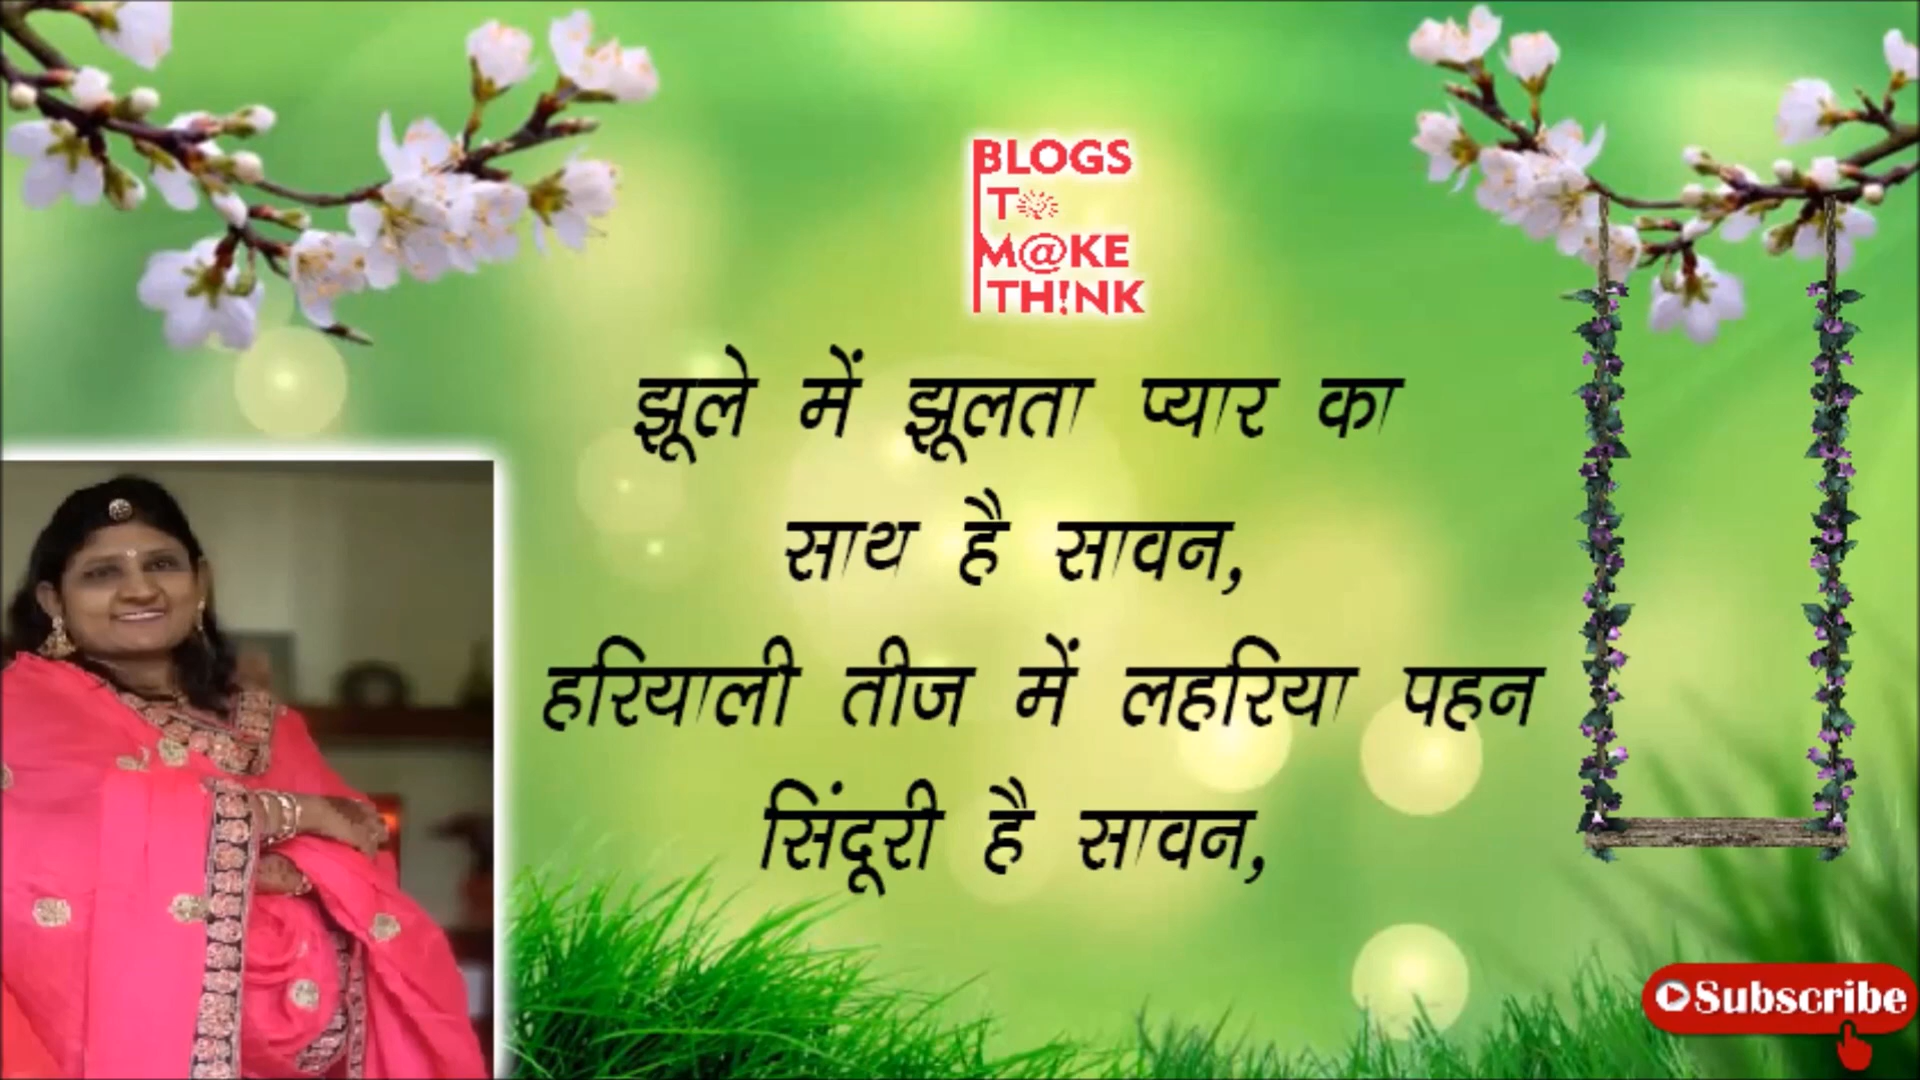 BLOGS
TO
M@KE
TH!NK
झूले में झूलता प्यार का
साथ है सावन,
हरियाली तीज में लहरिया पहन
सिंदूरी है सावन,
Subscribe